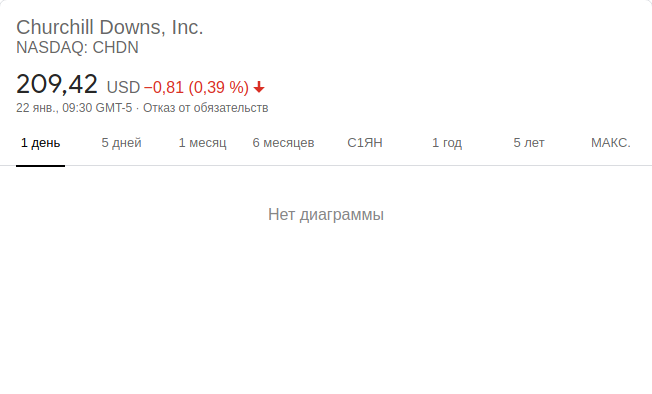 Churchill Downs, Inc.
NASDAQ: CHDN
209,42 USD −0,81 (0,39 %)
22 янв., 09:30 GMT-5 · Отказ от обязательств
1 день 5 дней 1 месяц 6 месяцев С1ЯН 1 год 5 лет МАКС.
Нет диаграммы